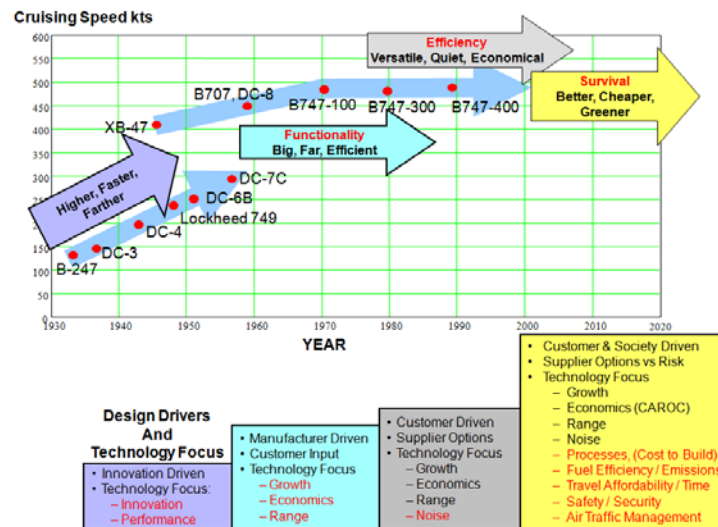 Cruising Speed kts
600
550
500
450
400
350
300
250
200
150
100
50
0
1930
1940
1950
1960
1970
1980
1990
2000
2010
2020
YEAR
Efficiency
Versatile, Quiet, Economical
Survival
Better, Cheaper,
Greener
Functionality
Big, Far, Efficient
Higher, Faster,
Farther
XB-47
B707, DC-8
B747-100
B747-300
B747-400
DC-7C
DC-6B
Lockheed 749
DC-4
DC-3
B-247
Design Drivers
And
Technology Focus
• Innovation Driven
• Technology Focus:
– Innovation
– Performance
• Manufacturer Driven
• Customer Input
• Technology Focus
– Growth
– Economics
– Range
• Customer Driven
• Supplier Options
• Technology Focus
– Growth
– Economics
– Range
– Noise
• Customer & Society Driven
• Supplier Options vs Risk
• Technology Focus
– Growth
– Economics (CAROC)
– Range
– Noise
– Processes, (Cost to Build)
– Fuel Efficiency / Emissions
– Travel Affordability / Time
– Safety / Security
– Air Traffic Management